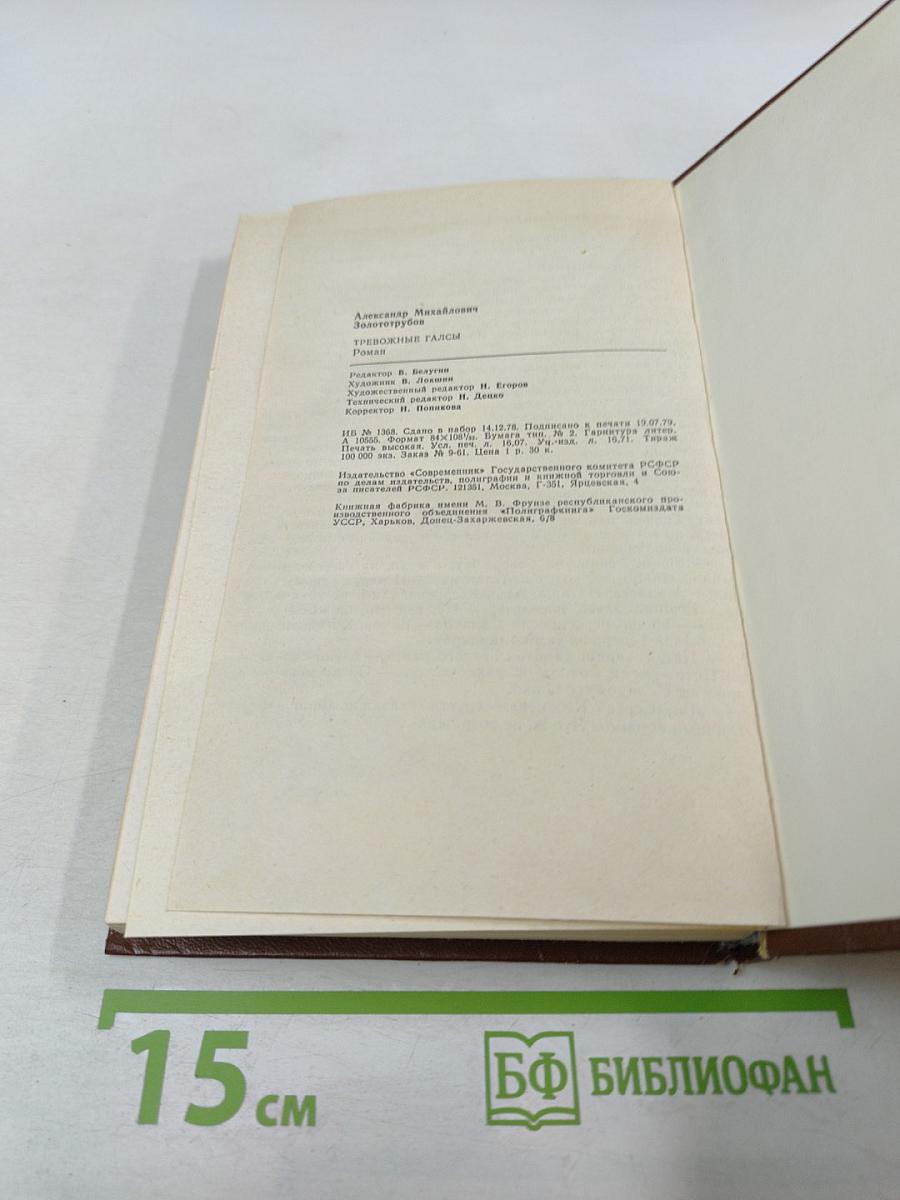 Александр Михайлович
Золототрубов
ТРЕВОЖНЫЕ ГАЛСЫ
Роман
Редактор В. Белугин
Художник В. Локшин
Художественный редактор Н. Егоров
Технический редактор Н. Децко
Корректор Н. Попикова
ИБ № 1368. Сдано в набор 14.12.78. Подписано к печати 19.07.79.
А 10555. Формат 84×108¹/₃₂. Бумага тип. № 2. Гарнитура литер.
Печать высокая. Усл. печ. л. 16,07. Уч.-изд. л. 16,71. Тираж
100 000 экз. Заказ № 9-61. Цена 1 р. 30 к.
Издательство «Современник» Государственного комитета РСФСР
по делам издательств, полиграфии и книжной торговли и Сою-
за писателей РСФСР. 121351, Москва, Г-351, Ярцевская, 4
Книжная фабрика имени М. В. Фрунзе республиканского про-
изводственного объединения «Полиграфкнига» Госкомиздата
УССР, Харьков, Донец-Захаржевская, 6/8
15 см
БФ БИБЛИОФАН